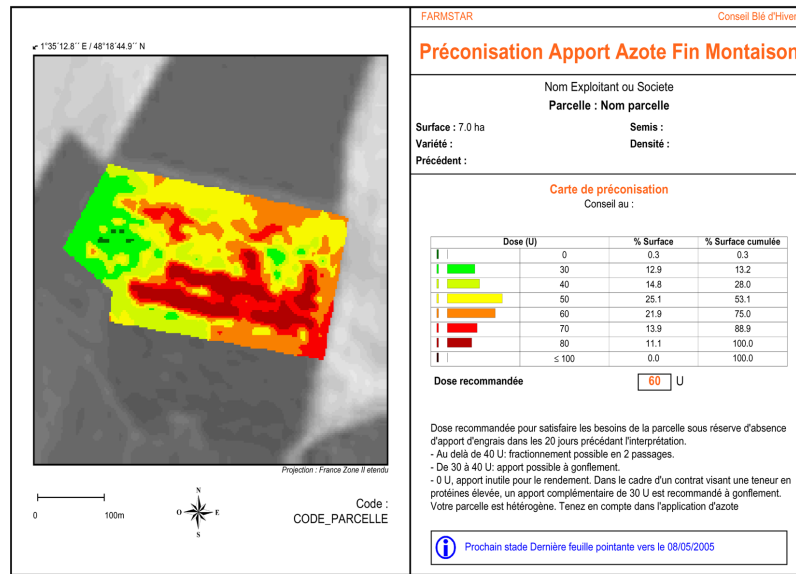 FARMSTAR Conseil Blé d'Hiver
Préconisation Apport Azote Fin Montaison
Nom Exploitant ou Societe
Parcelle : Nom parcelle
Surface : 7.0 ha Semis :
Variété : Densité :
Précédent :
1°35´12.8´´ E / 48°18´44.9´´ N
Projection : France Zone II etendu
0 100m
N
O E
S
Code :
CODE_PARCELLE
Carte de préconisation
Conseil au :
Dose (U) % Surface % Surface cumulée
0 0.3 0.3
30 12.9 13.2
40 14.8 28.0
50 25.1 53.1
60 21.9 75.0
70 13.9 88.9
80 11.1 100.0
≤ 100 0.0 100.0
Dose recommandée 60 U
Dose recommandée pour satisfaire les besoins de la parcelle sous réserve d'absence
d'apport d'engrais dans les 20 jours précédant l'interprétation.
- Au delà de 40 U: fractionnement possible en 2 passages.
- De 30 à 40 U: apport possible à gonflement.
- 0 U, apport inutile pour le rendement. Dans le cadre d'un contrat visant une teneur en
protéines élevée, un apport complémentaire de 30 U est recommandé à gonflement.
Votre parcelle est hétérogène. Tenez en compte dans l'application d'azote
Prochain stade Dernière feuille pointante vers le 08/05/2005